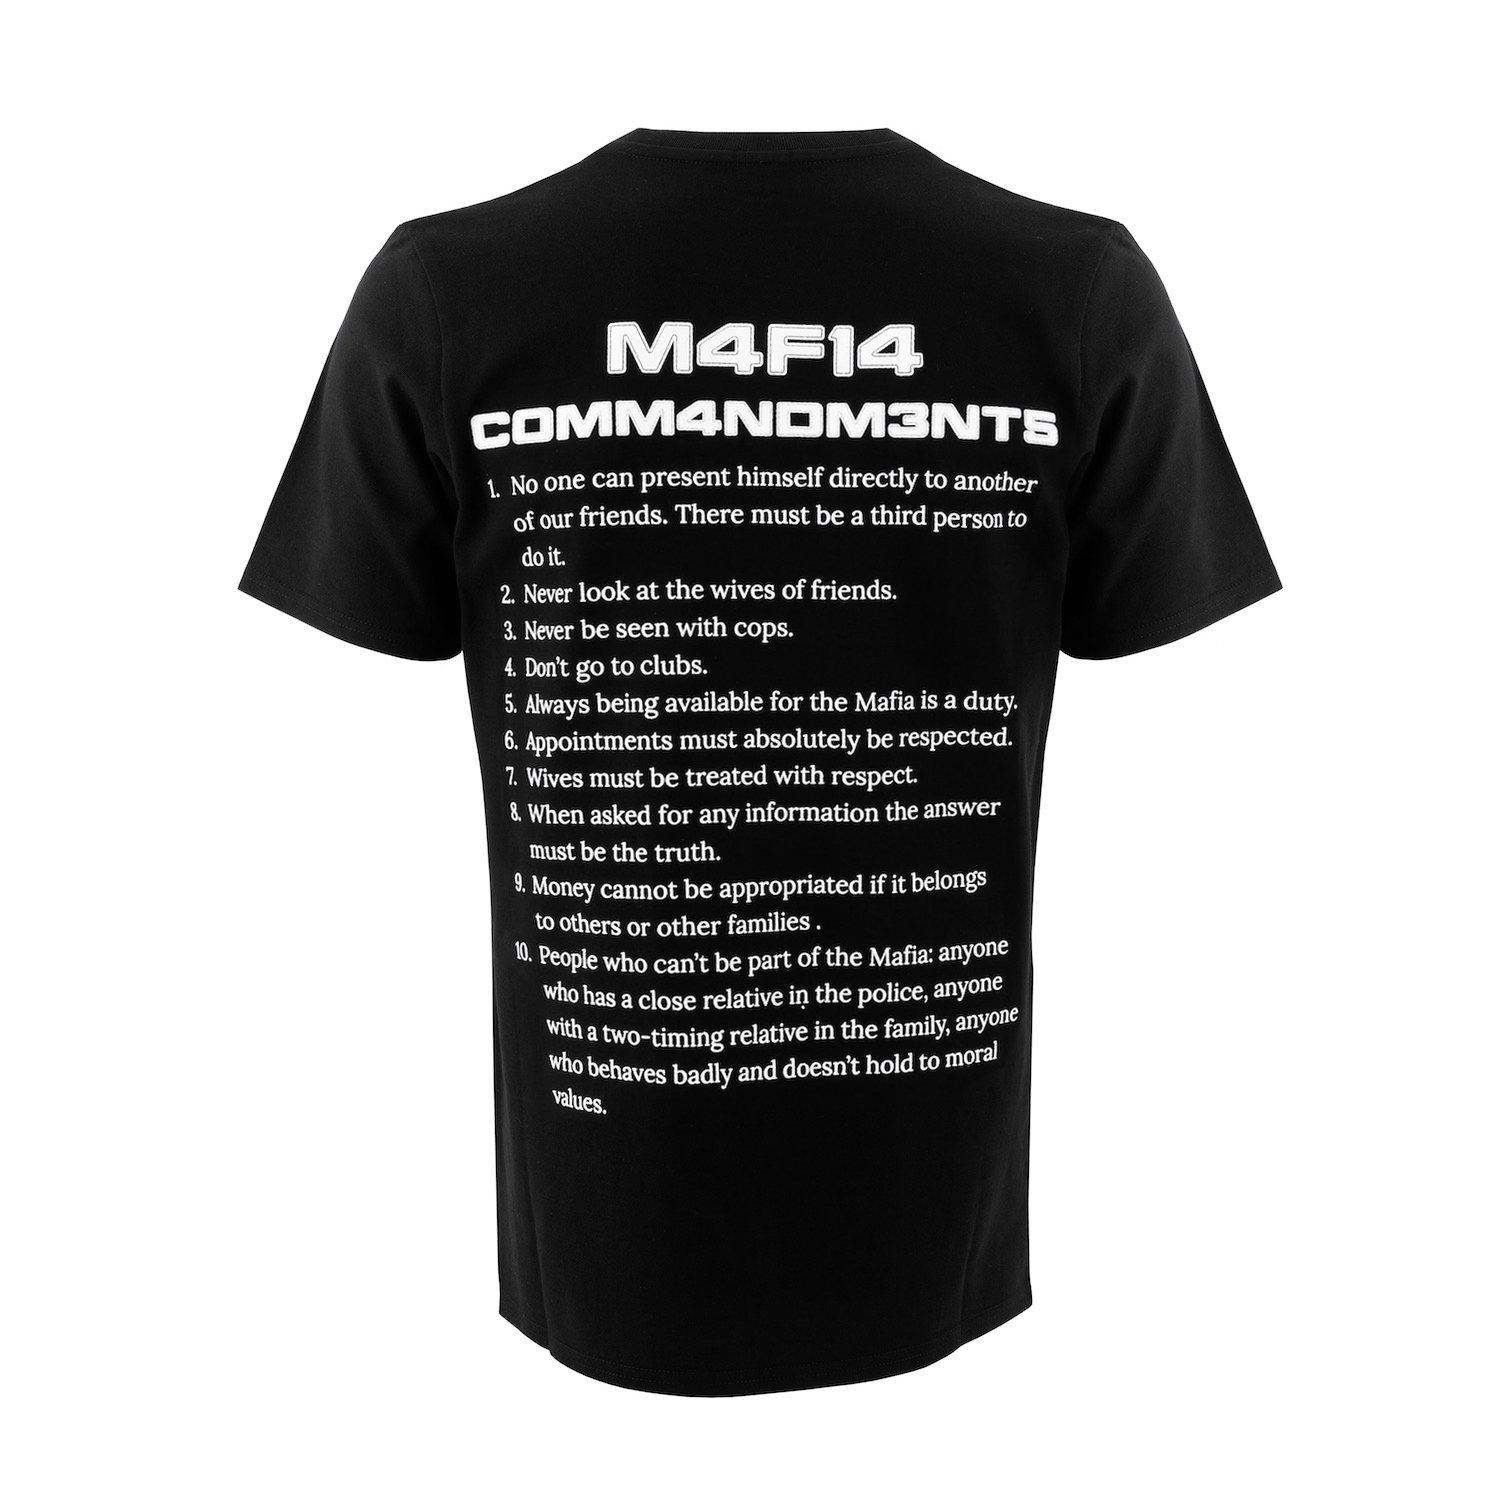 M4F14
COMM4NDM3NTS
1. No one can present himself directly to another
of our friends. There must be a third person to
do it.
2. Never look at the wives of friends.
3. Never be seen with cops.
4. Don't go to clubs.
5. Always being available for the Mafia is a duty.
6. Appointments must absolutely be respected.
7. Wives must be treated with respect.
8. When asked for any information the answer
must be the truth.
9. Money cannot be appropriated if it belongs
to others or other families .
10. People who can't be part of the Mafia: anyone
who has a close relative in the police, anyone
with a two-timing relative in the family, anyone
who behaves badly and doesn't hold to moral
values.